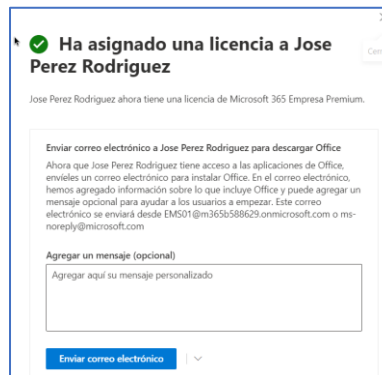 Ha asignado una licencia a Jose
Perez Rodriguez
Jose Perez Rodriguez ahora tiene una licencia de Microsoft 365 Empresa Premium.
Enviar correo electrónico a Jose Perez Rodriguez para descargar Office
Ahora que Jose Perez Rodriguez tiene acceso a las aplicaciones de Office,
envíeles un correo electrónico para instalar Office. En el correo electrónico,
hemos agregado información sobre lo que incluye Office y puede agregar un
mensaje opcional para ayudar a los usuarios a empezar. Este correo
electrónico se enviará desde EMS01@m365b588629.onmicrosoft.com o ms-
noreply@microsoft.com
Agregar un mensaje (opcional)
Agregar aquí su mensaje personalizado
Enviar correo electrónico